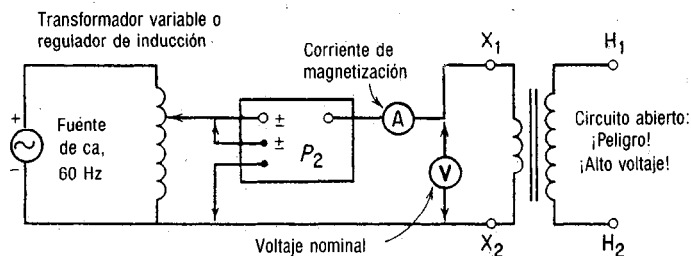 Transformador variable o
regulador de inducción
Corriente de
magnetización
X₁
H₁
+
Fuente
de ca,
60 Hz
−
±
±
P₂
A
V
Circuito abierto:
¡Peligro!
¡Alto voltaje!
Voltaje nominal
X₂
H₂